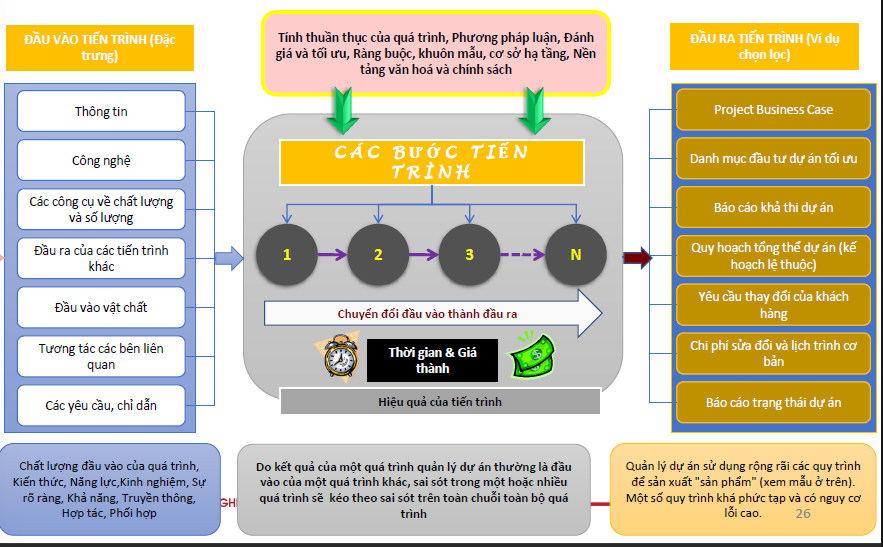 ĐẦU VÀO TIẾN TRÌNH (Đặc
trưng)
Thông tin
Công nghệ
Các công cụ về chất lượng
và số lượng
Đầu ra của các tiến trình
khác
Đầu vào vật chất
Tương tác các bên liên
quan
Các yêu cầu, chỉ dẫn
Chất lượng đầu vào của quá trình,
Kiến thức, Năng lực,Kinh nghiệm, Sự
rõ ràng, Khả năng, Truyền thông,
Hợp tác, Phối hợp
Tính thuần thục của quá trình, Phương pháp luận, Đánh
giá và tối ưu, Ràng buộc, khuôn mẫu, cơ sở hạ tầng, Nền
tảng văn hoá và chính sách
CÁC BƯỚC TIẾN
TRÌNH
1
2
3
N
Chuyển đổi đầu vào thành đầu ra
Thời gian & Giá
thành
Hiệu quả của tiến trình
Do kết quả của một quá trình quản lý dự án thường là đầu
vào của một quá trình khác, sai sót trong một hoặc nhiều
quá trình sẽ kéo theo sai sót trên toàn chuỗi toàn bộ quá
trình
ĐẦU RA TIẾN TRÌNH (Ví dụ
chọn lọc)
Project Business Case
Danh mục đầu tư dự án tối ưu
Báo cáo khả thi dự án
Quy hoạch tổng thể dự án (kế
hoạch lệ thuộc)
Yêu cầu thay đổi của khách
hàng
Chi phí sửa đổi và lịch trình cơ
bản
Báo cáo trạng thái dự án
Quản lý dự án sử dụng rộng rãi các quy trình
để sản xuất "sản phẩm" (xem mẫu ở trên).
Một số quy trình khá phức tạp và có nguy cơ
lỗi cao.
26